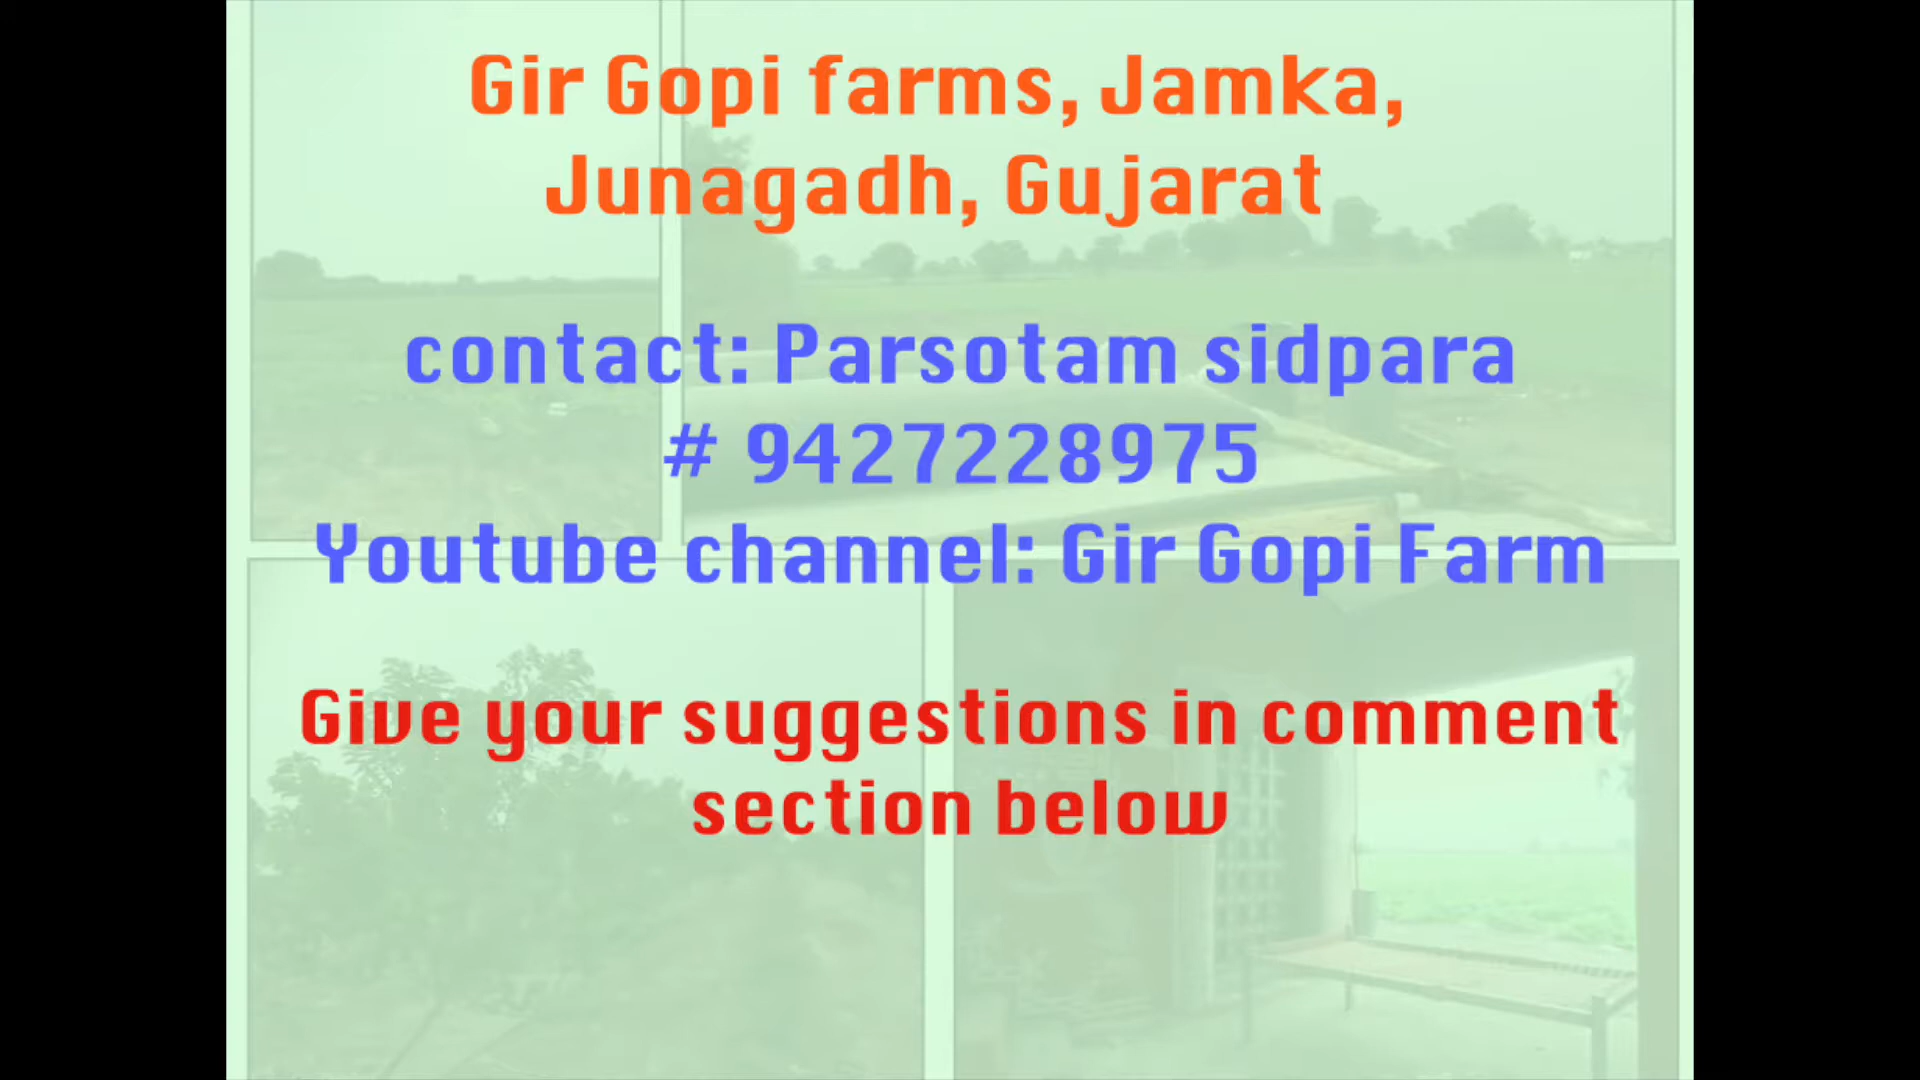 Gir Gopi farms, Jamka,
Junagadh, Gujarat
contact: Parsotam sidpara
# 9427228975
Youtube channel: Gir Gopi Farm
Give your suggestions in comment
section below